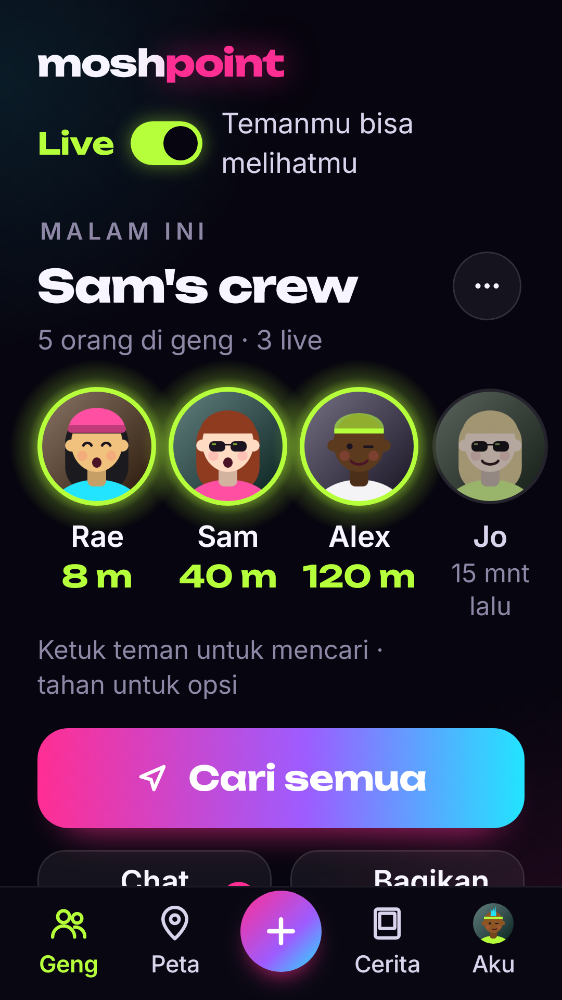 moshpoint
Live
Temanmu bisa
melihatmu
MALAM INI
Sam's crew
5 orang di geng · 3 live
Rae
8 m
Sam
40 m
Alex
120 m
Jo
15 mnt
lalu
Ketuk teman untuk mencari ·
tahan untuk opsi
Cari semua
Chat
Bagikan
Geng
Peta
Cerita
Aku